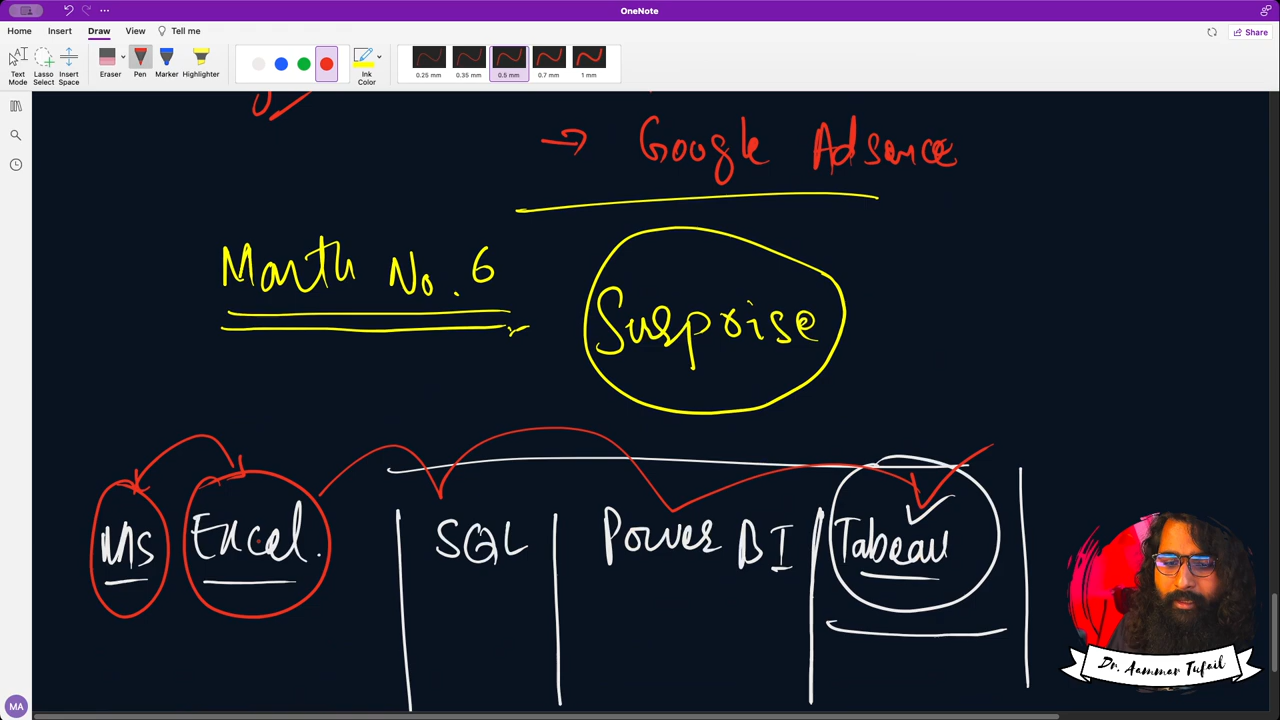 OneNote
Home Insert Draw View Tell me
Share
Text Mode
Lasso Select
Insert Space
Eraser
Pen
Marker
Highlighter
Ink Color
0.25 mm
0.35 mm
0.5 mm
0.7 mm
1 mm
→ Google Adsence
Month No. 6
Surprise
MS Excel. SQL Power BI Tabeau
Dr. Aammar Tufail
MA